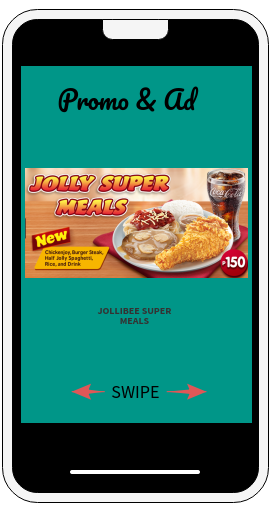 Promo & Ad
JOLLY SUPER
MEALS
New
Chickenjoy, Burger Steak,
Half Jolly Spaghetti,
Rice, and Drink
Coca-Cola
₱150
JOLLIBEE SUPER
MEALS
SWIPE